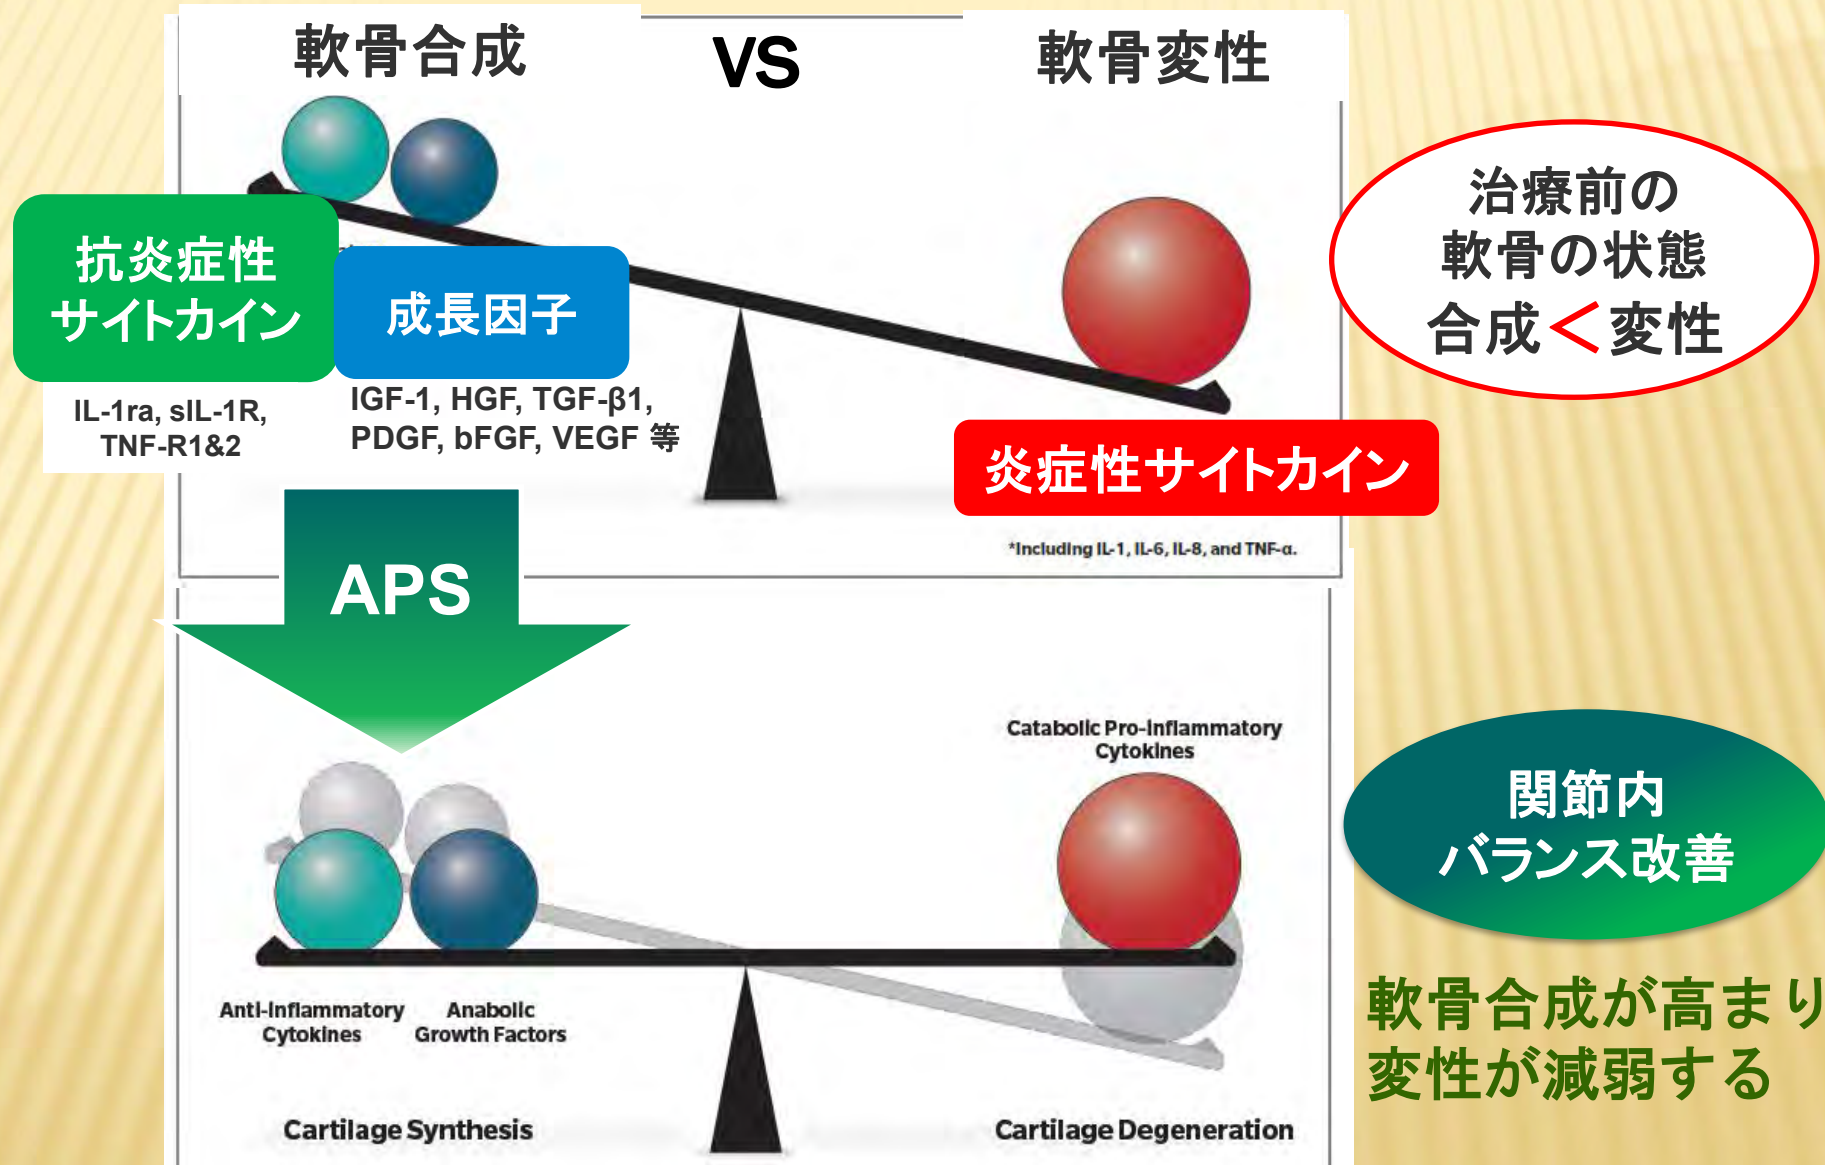 軟骨合成
VS
軟骨変性
抗炎症性
サイトカイン
成長因子
IL-1ra, sIL-1R,
TNF-R1&2
IGF-1, HGF, TGF-β1,
PDGF, bFGF, VEGF 等
炎症性サイトカイン
*Including IL-1, IL-6, IL-8, and TNF-α.
治療前の
軟骨の状態
合成<変性
APS
Catabolic Pro-Inflammatory
Cytokines
Anti-Inflammatory
Cytokines
Anabolic
Growth Factors
Cartilage Synthesis
Cartilage Degeneration
関節内
バランス改善
軟骨合成が高まり
変性が減弱する